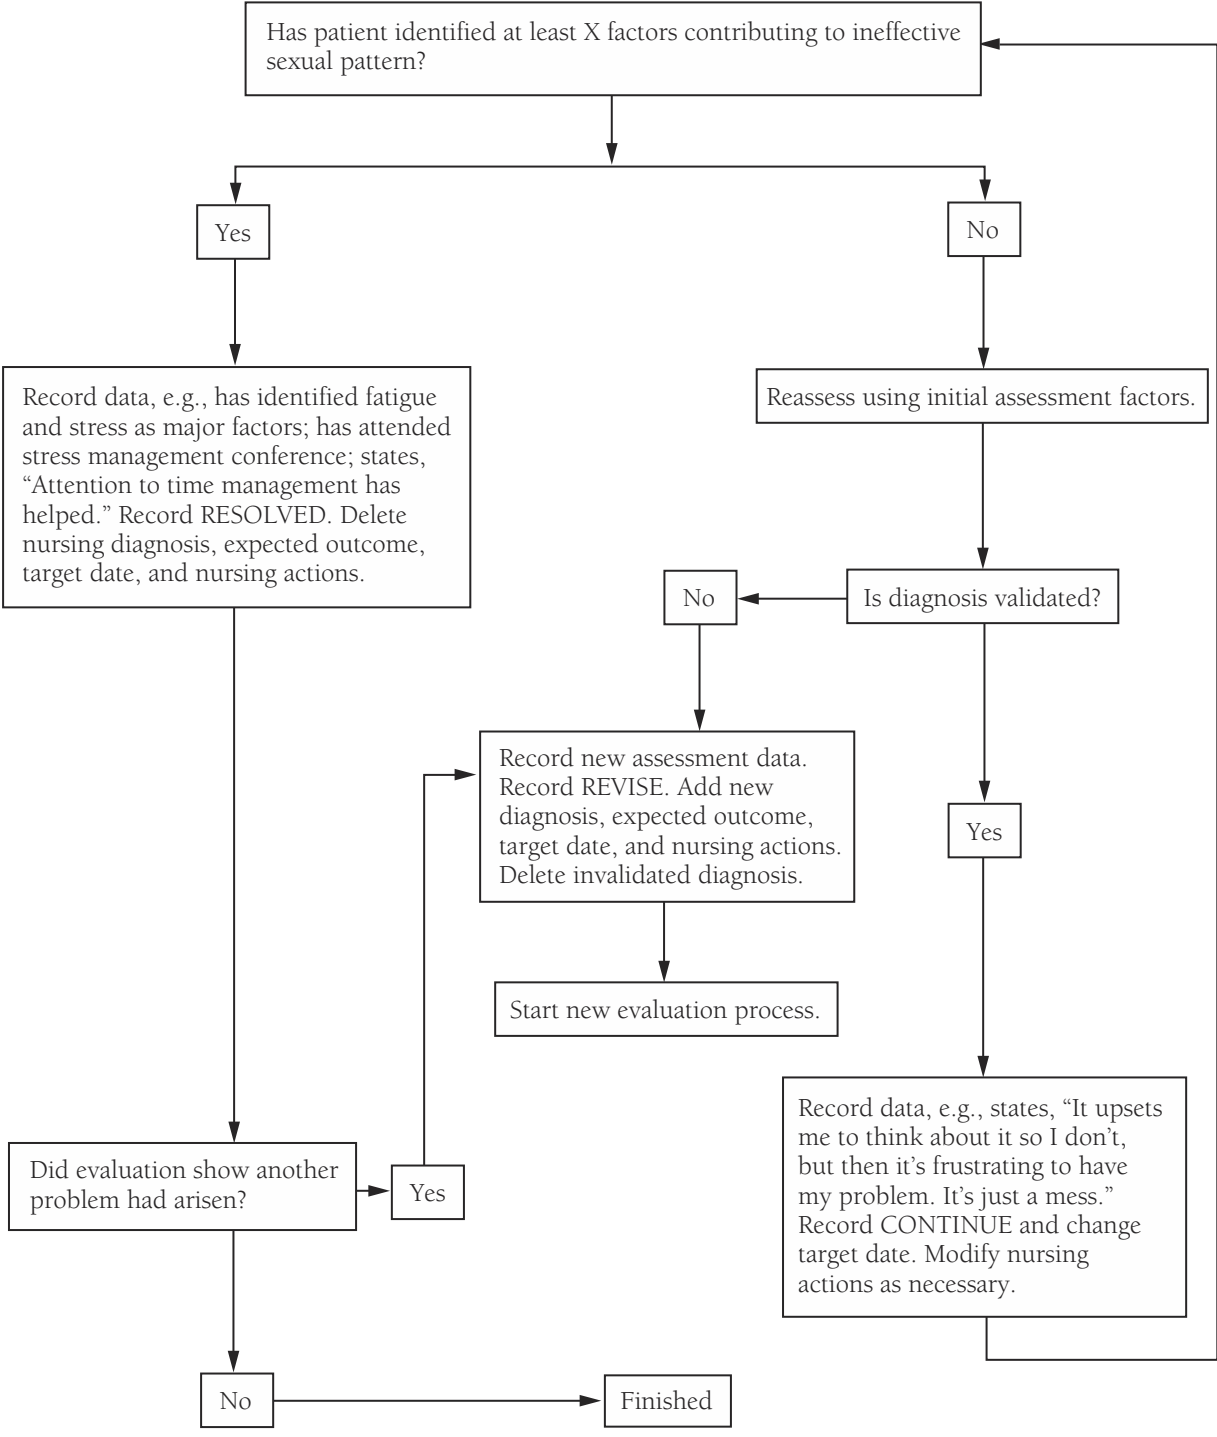 Has patient identified at least X factors contributing to ineffective
sexual pattern?
Yes
No
Record data, e.g., has identified fatigue
and stress as major factors; has attended
stress management conference; states,
“Attention to time management has
helped.” Record RESOLVED. Delete
nursing diagnosis, expected outcome,
target date, and nursing actions.
Reassess using initial assessment factors.
Is diagnosis validated?
No
Yes
Record new assessment data.
Record REVISE. Add new
diagnosis, expected outcome,
target date, and nursing actions.
Delete invalidated diagnosis.
Start new evaluation process.
Record data, e.g., states, “It upsets
me to think about it so I don’t,
but then it’s frustrating to have
my problem. It’s just a mess.”
Record CONTINUE and change
target date. Modify nursing
actions as necessary.
Did evaluation show another
problem had arisen?
Yes
No
Finished